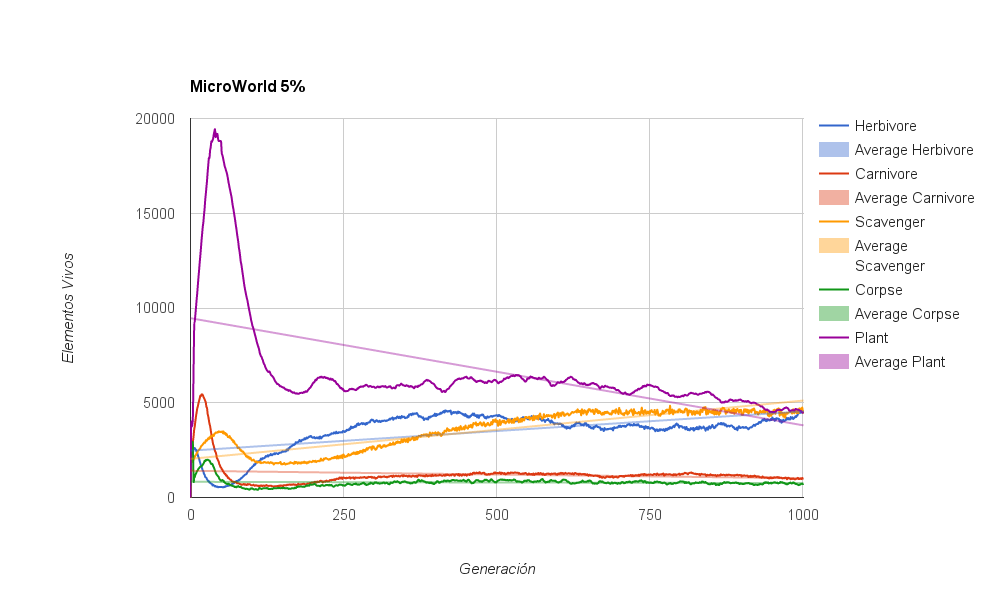 MicroWorld 5%
20000
15000
10000
5000
0
Elementos Vivos
0
250
500
750
1000
Generación
Herbivore
Average Herbivore
Carnivore
Average Carnivore
Scavenger
Average
Scavenger
Corpse
Average Corpse
Plant
Average Plant